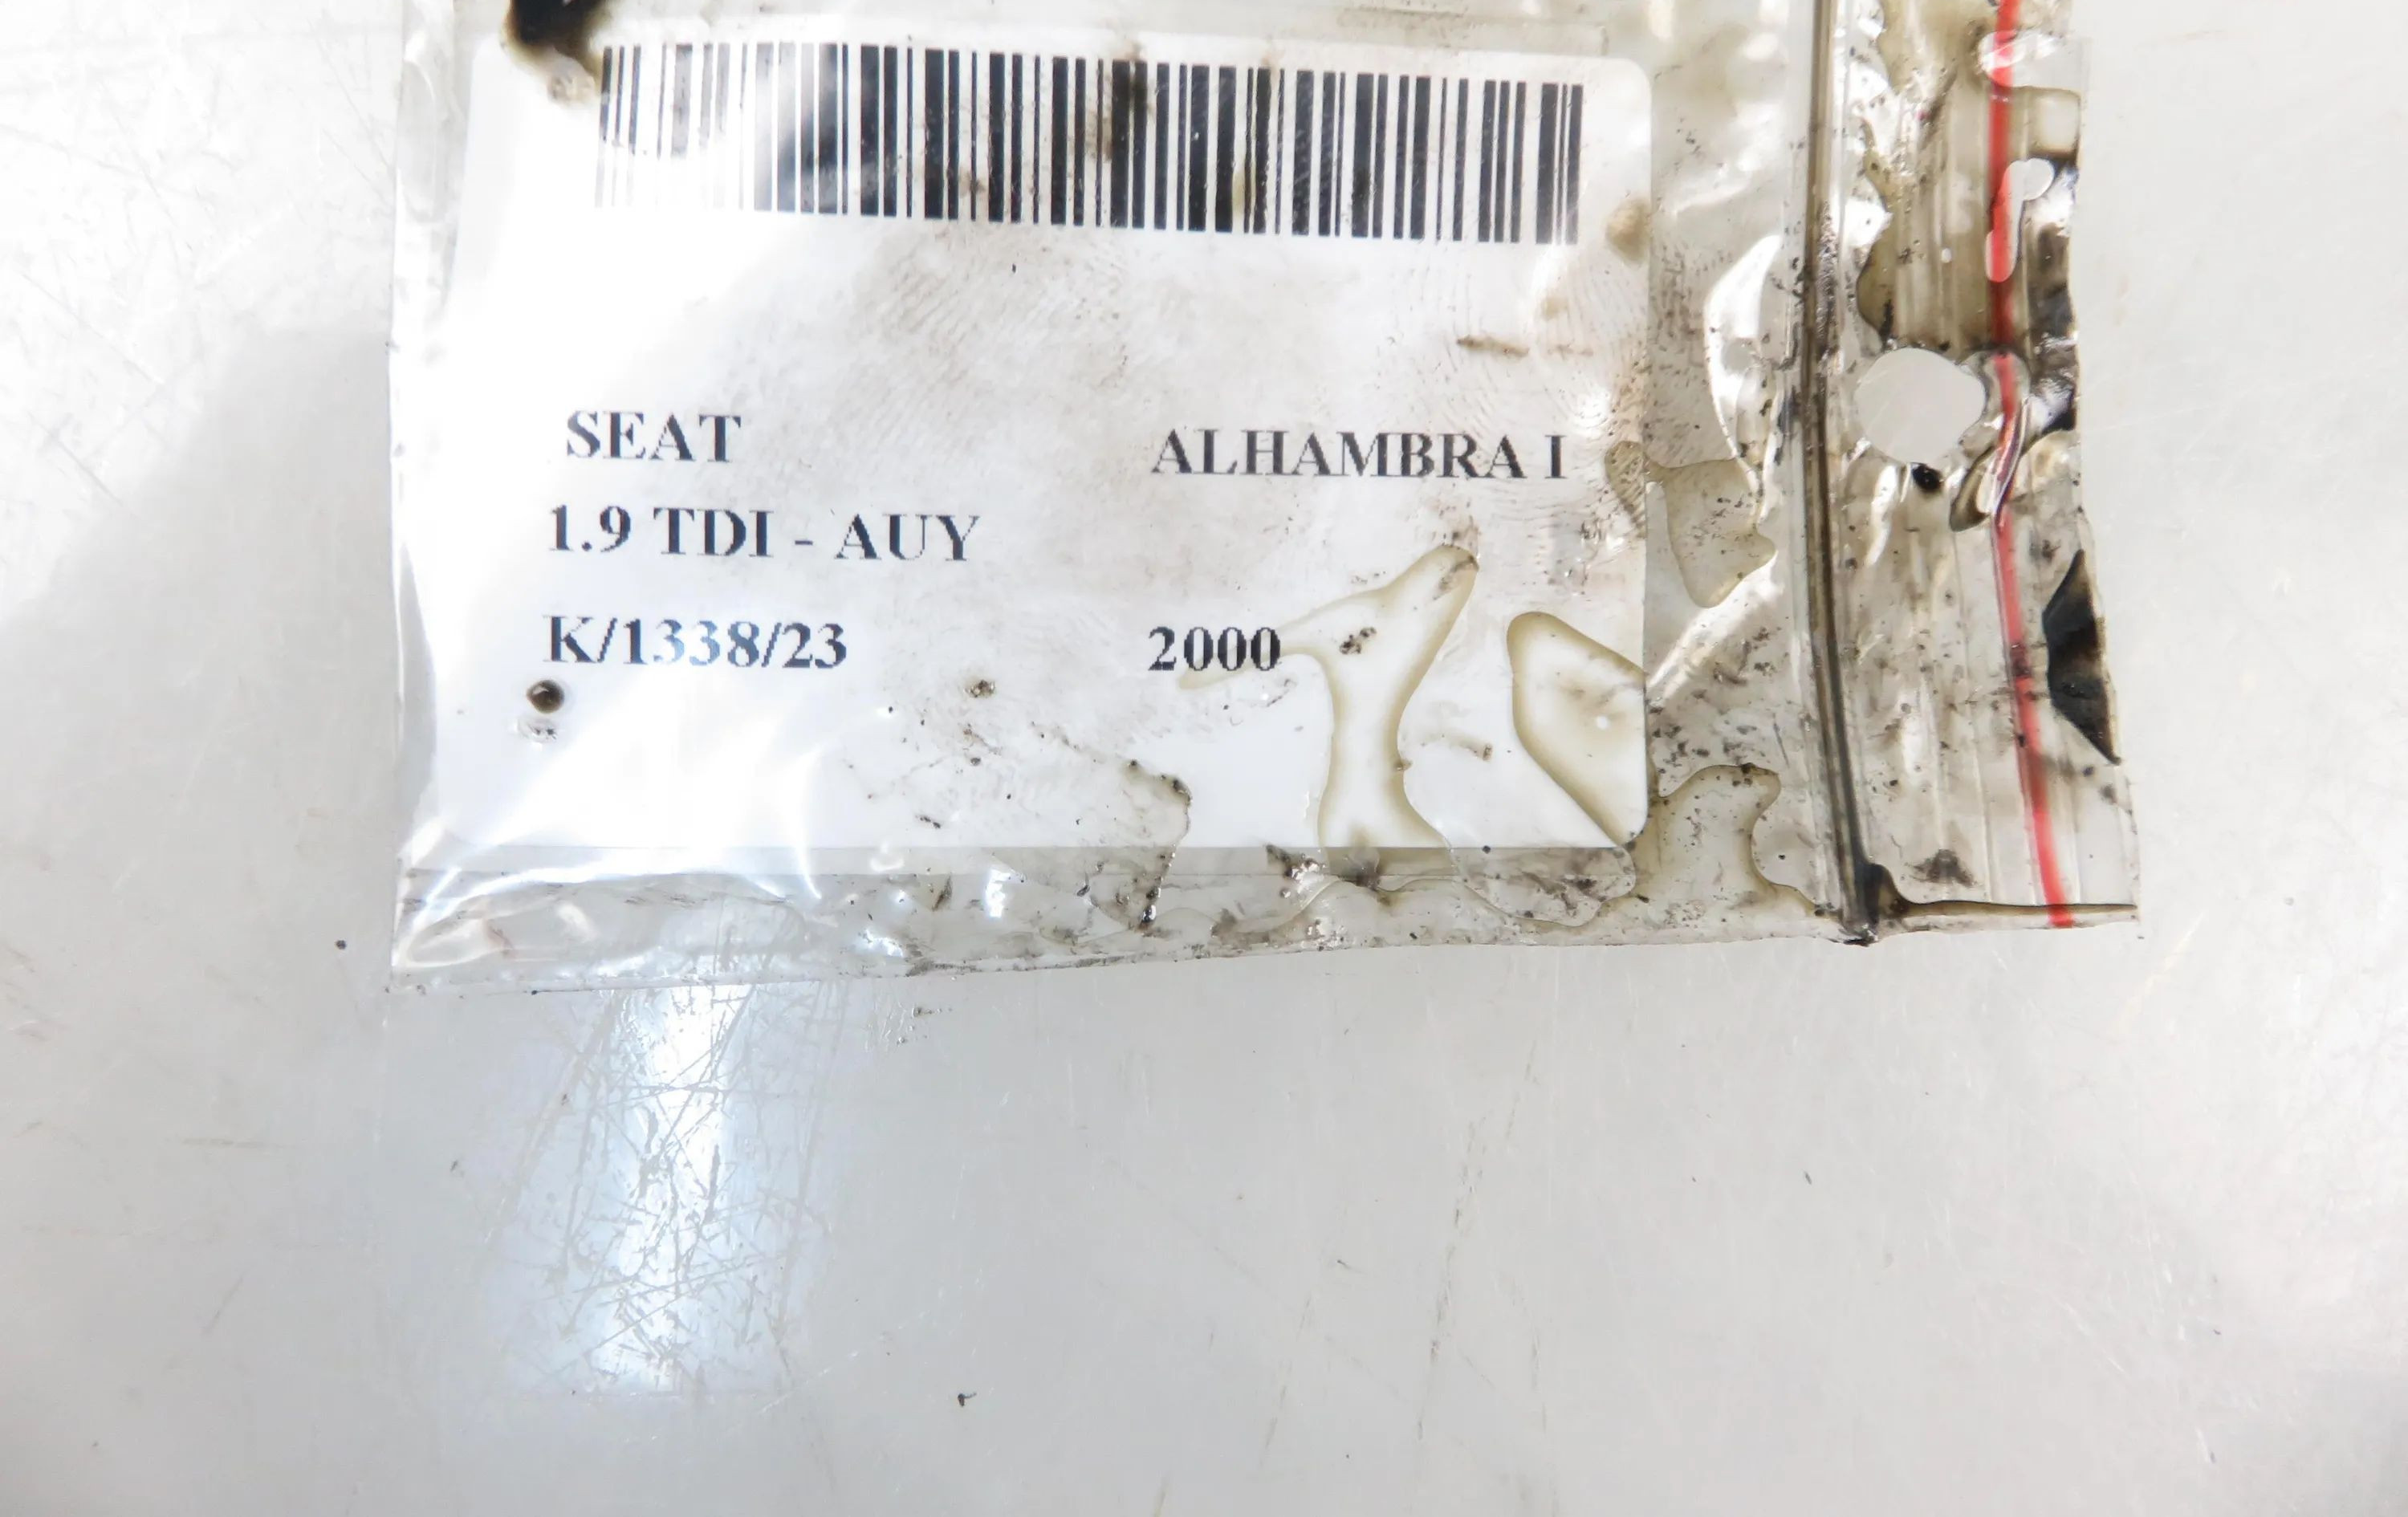 SEAT ALHAMBRA I
1.9 TDI - AUY
K/1338/23 2000